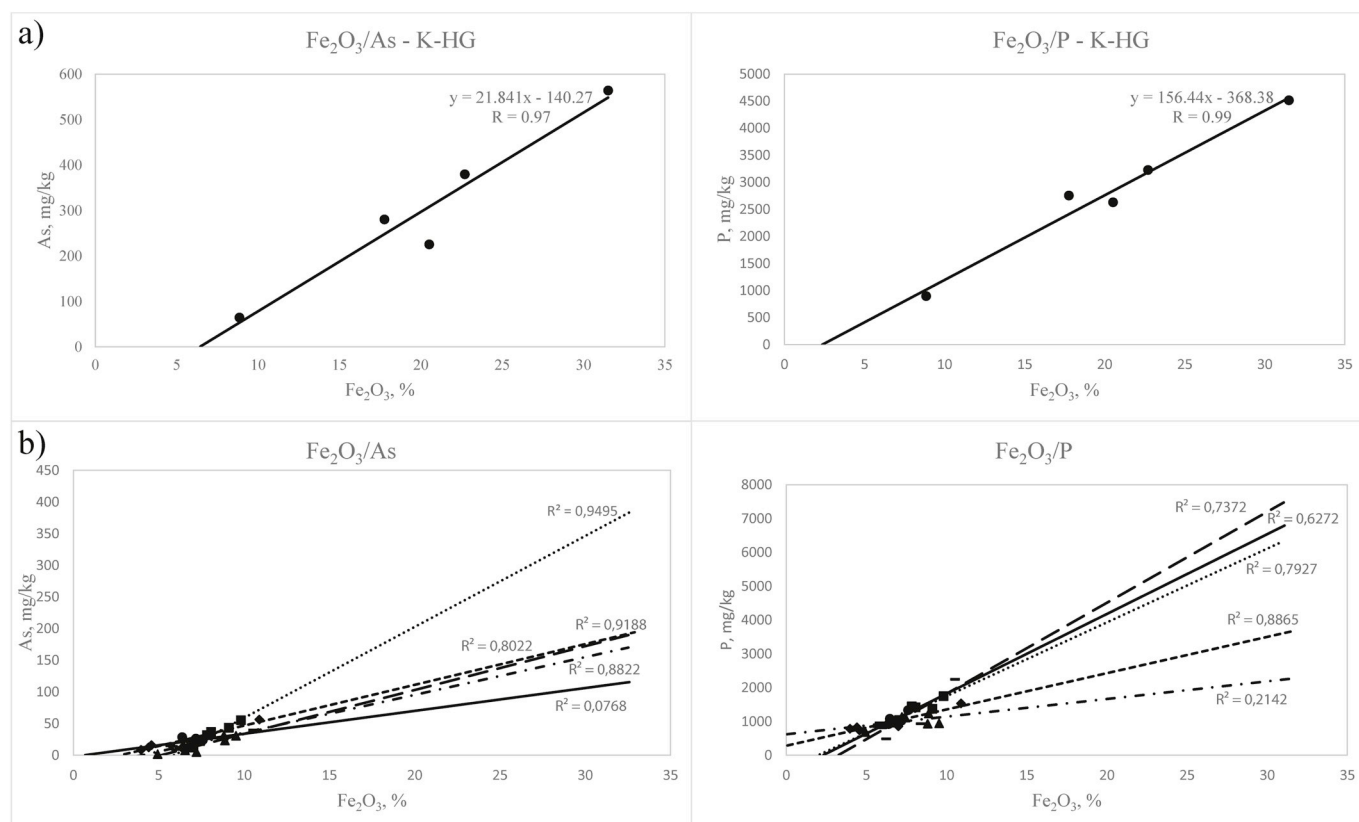 a)
Fe₂O₃/As - K-HG
600
500
400
300
200
100
0
As, mg/kg
y = 21.841x - 140.27
R = 0.97
0 5 10 15 20 25 30 35
Fe₂O₃, %
Fe₂O₃/P - K-HG
5000
4500
4000
3500
3000
2500
2000
1500
1000
500
0
P, mg/kg
y = 156.44x - 368.38
R = 0.99
0 5 10 15 20 25 30 35
Fe₂O₃, %
b)
Fe₂O₃/As
450
400
350
300
250
200
150
100
50
0
As, mg/kg
R² = 0,9495
R² = 0,9188
R² = 0,8022
R² = 0,8822
R² = 0,0768
0 5 10 15 20 25 30 35
Fe₂O₃, %
Fe₂O₃/P
8000
7000
6000
5000
4000
3000
2000
1000
0
P, mg/kg
R² = 0,7372
R² = 0,6272
R² = 0,7927
R² = 0,8865
R² = 0,2142
0 5 10 15 20 25 30 35
Fe₂O₃, %